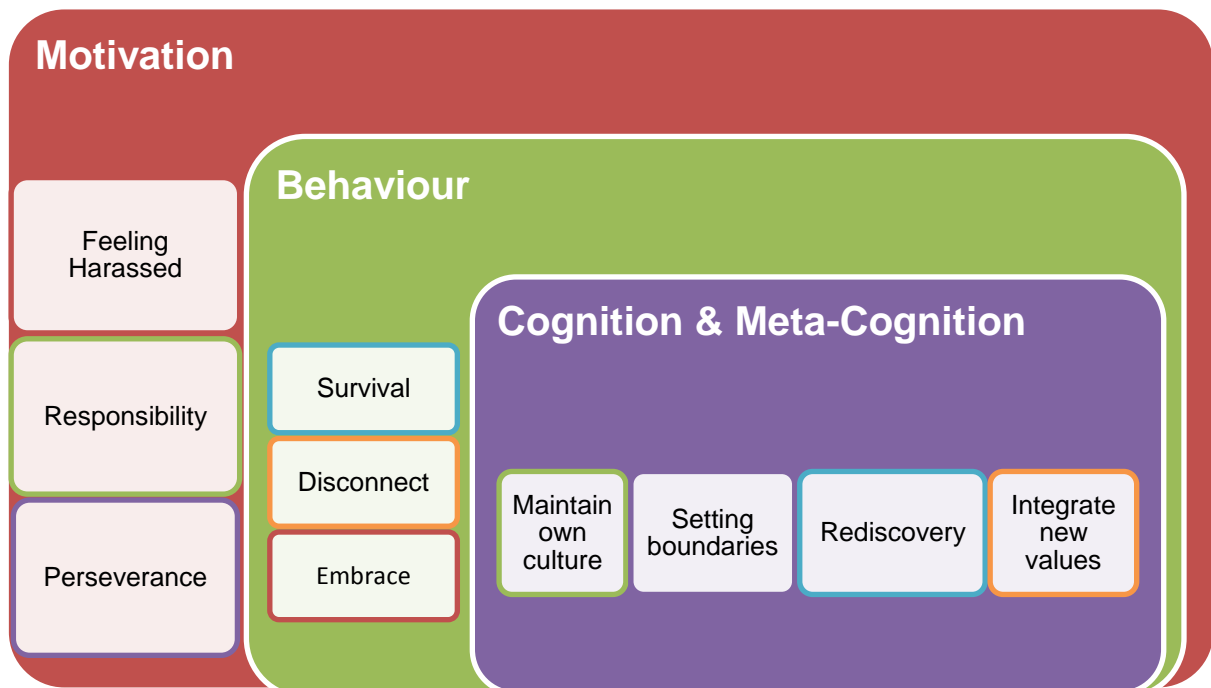 Motivation
Feeling
Harassed
Responsibility
Perseverance
Behaviour
Survival
Disconnect
Embrace
Cognition & Meta-Cognition
Maintain
own
culture
Setting
boundaries
Rediscovery
Integrate
new
values